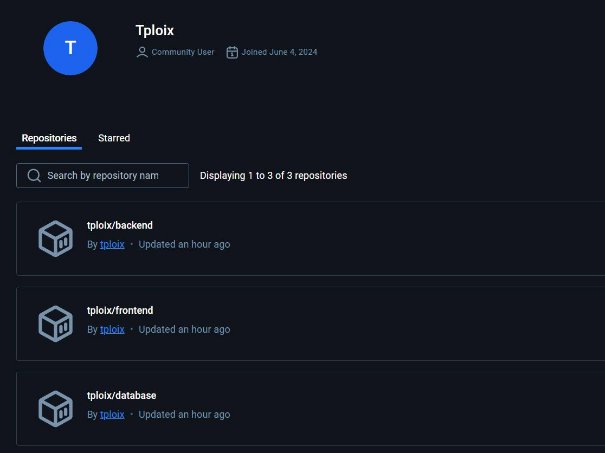 T
Tploix
Community User Joined June 4, 2024
Repositories Starred
Search by repository nam Displaying 1 to 3 of 3 repositories
tploix/backend
By tploix • Updated an hour ago
tploix/frontend
By tploix • Updated an hour ago
tploix/database
By tploix • Updated an hour ago